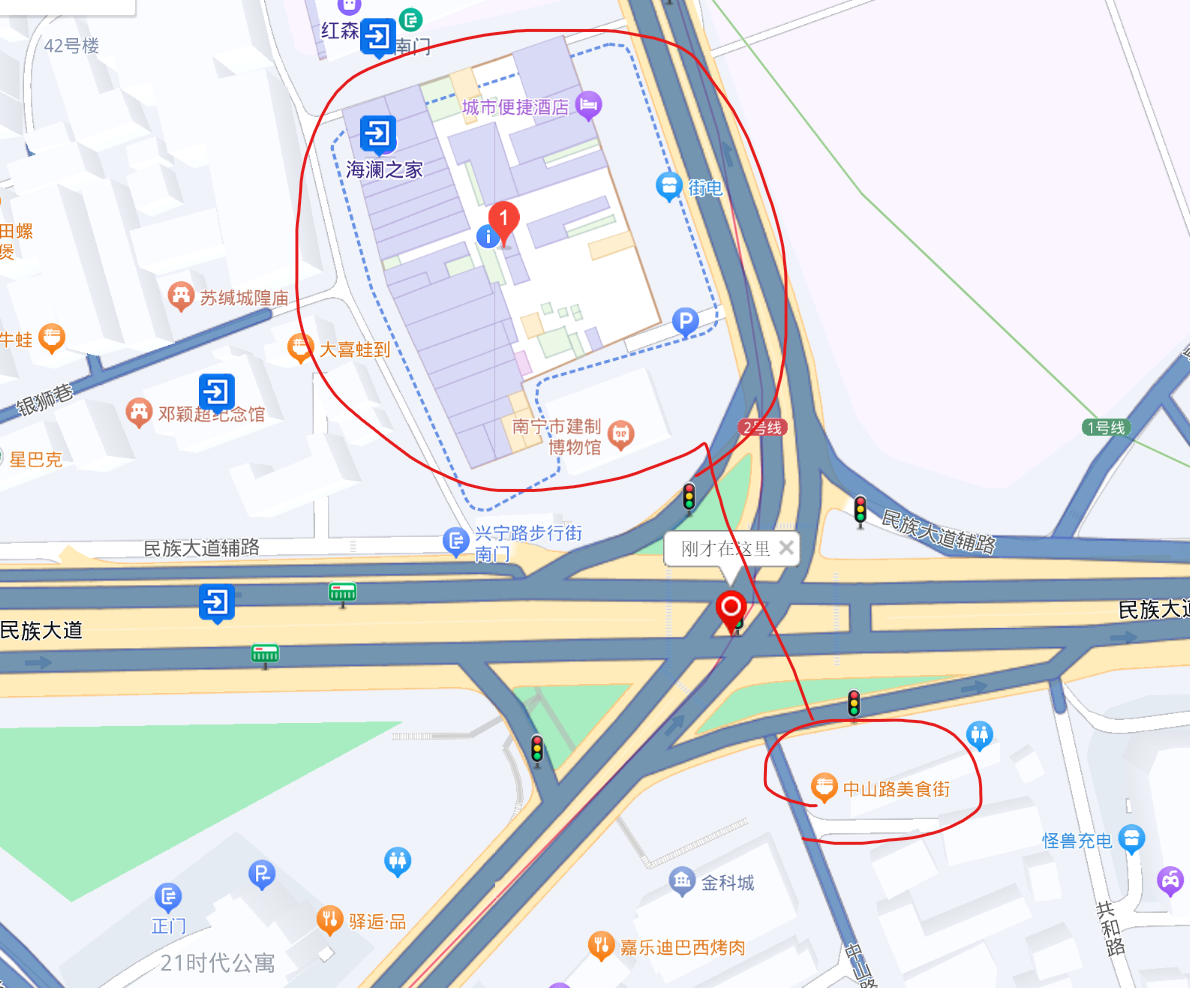 42号楼
红森
南门
城市便捷酒店
海澜之家
街电
1
田螺
煲
苏缄城隍庙
牛蛙
大喜蛙到
P
银狮巷
邓颖超纪念馆
南宁市建制
博物馆
2号线
1号线
星巴克
民族大道辅路
兴宁路步行街
南门
民族大道辅路
刚才在这里
民族大道
民族大道
中山路美食街
怪兽充电
P
金科城
正门
驿逅·品
嘉乐迪巴西烤肉
21时代公寓
共和路
中山路